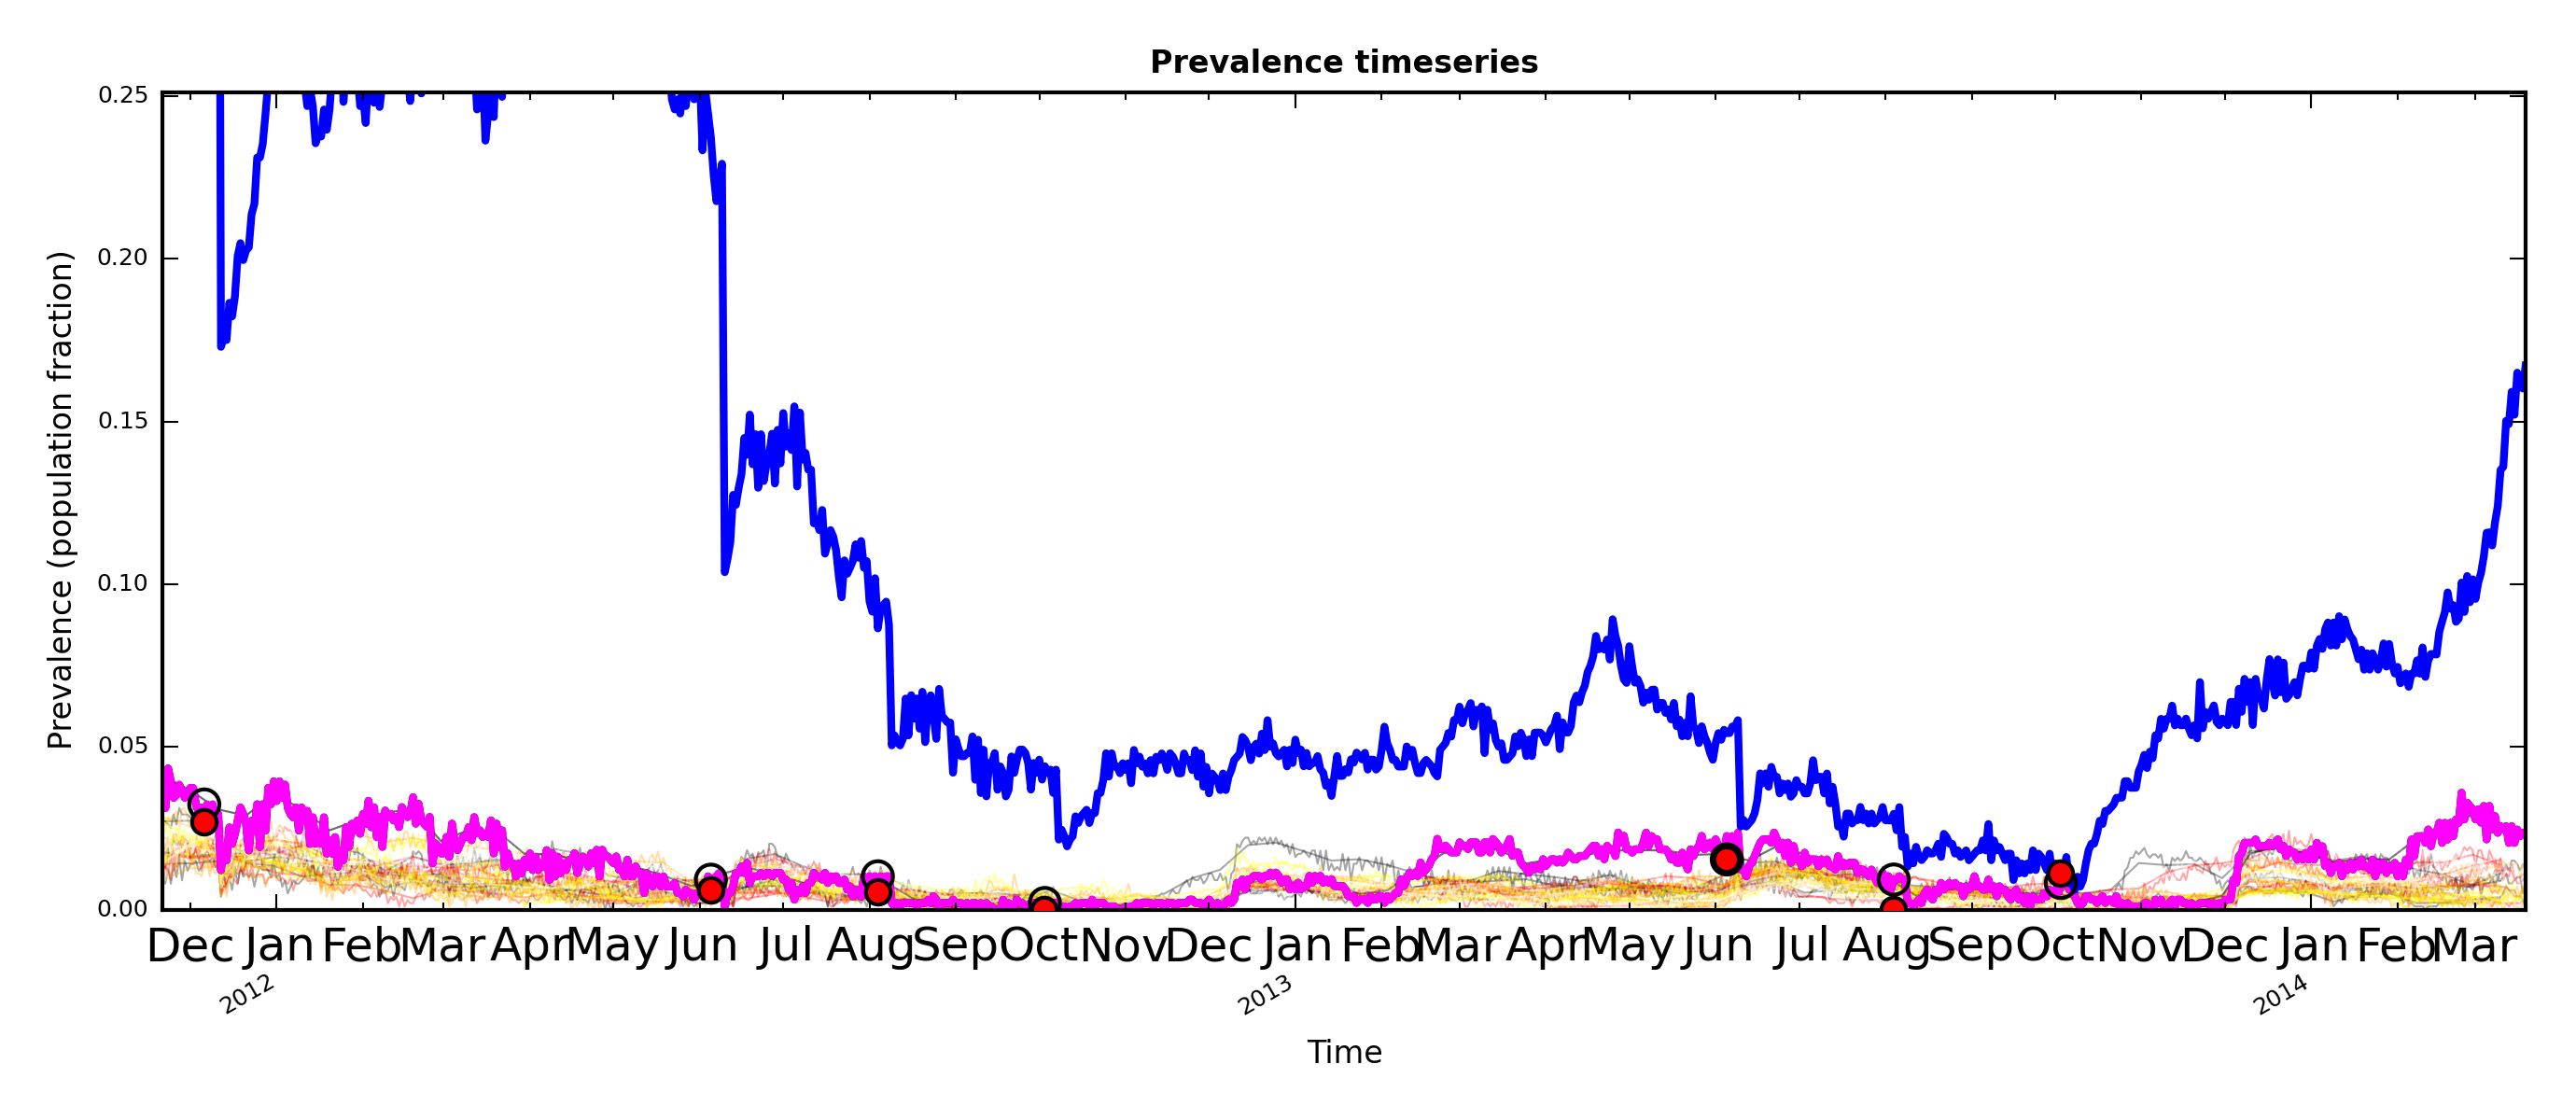 Prevalence timeseries
0.25
0.20
0.15
0.10
0.05
0.00
Prevalence (population fraction)
Dec Jan Feb Mar Apr May Jun Jul Aug Sep Oct Nov Dec Jan Feb Mar Apr May Jun Jul Aug Sep Oct Nov Dec Jan Feb Mar
2012 2013 2014
Time